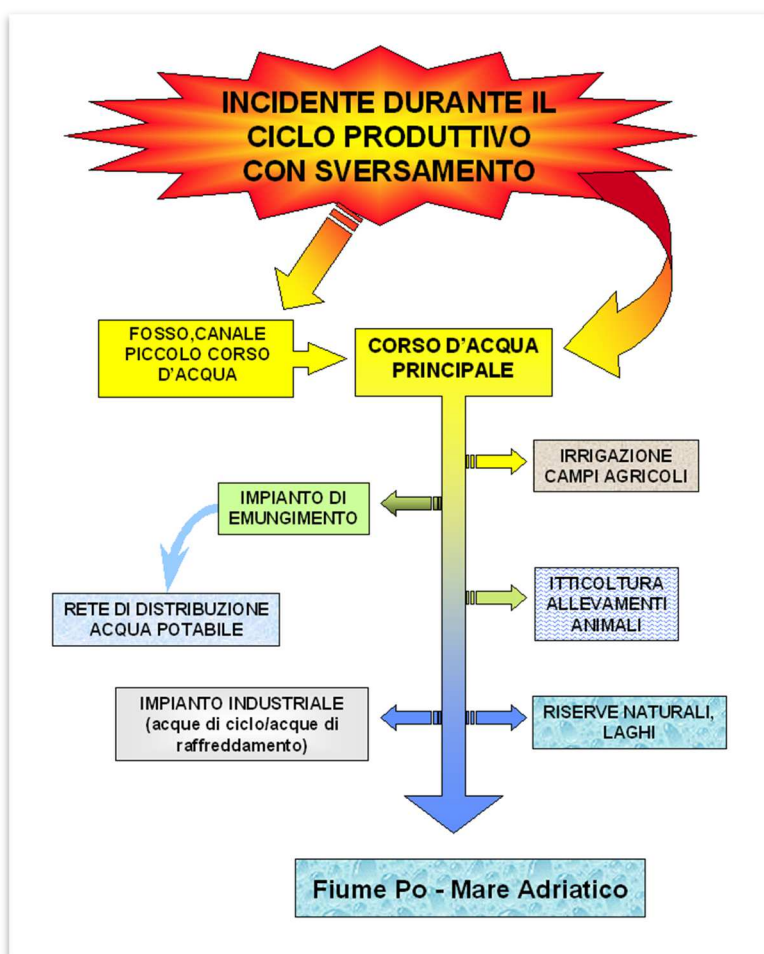 INCIDENTE DURANTE IL
CICLO PRODUTTIVO
CON SVERSAMENTO
FOSSO,CANALE
PICCOLO CORSO
D'ACQUA
CORSO D'ACQUA
PRINCIPALE
IRRIGAZIONE
CAMPI AGRICOLI
IMPIANTO DI
EMUNGIMENTO
ITTICOLTURA
ALLEVAMENTI
ANIMALI
RETE DI DISTRIBUZIONE
ACQUA POTABILE
IMPIANTO INDUSTRIALE
(acque di ciclo/acque di
raffreddamento)
RISERVE NATURALI,
LAGHI
Fiume Po - Mare Adriatico